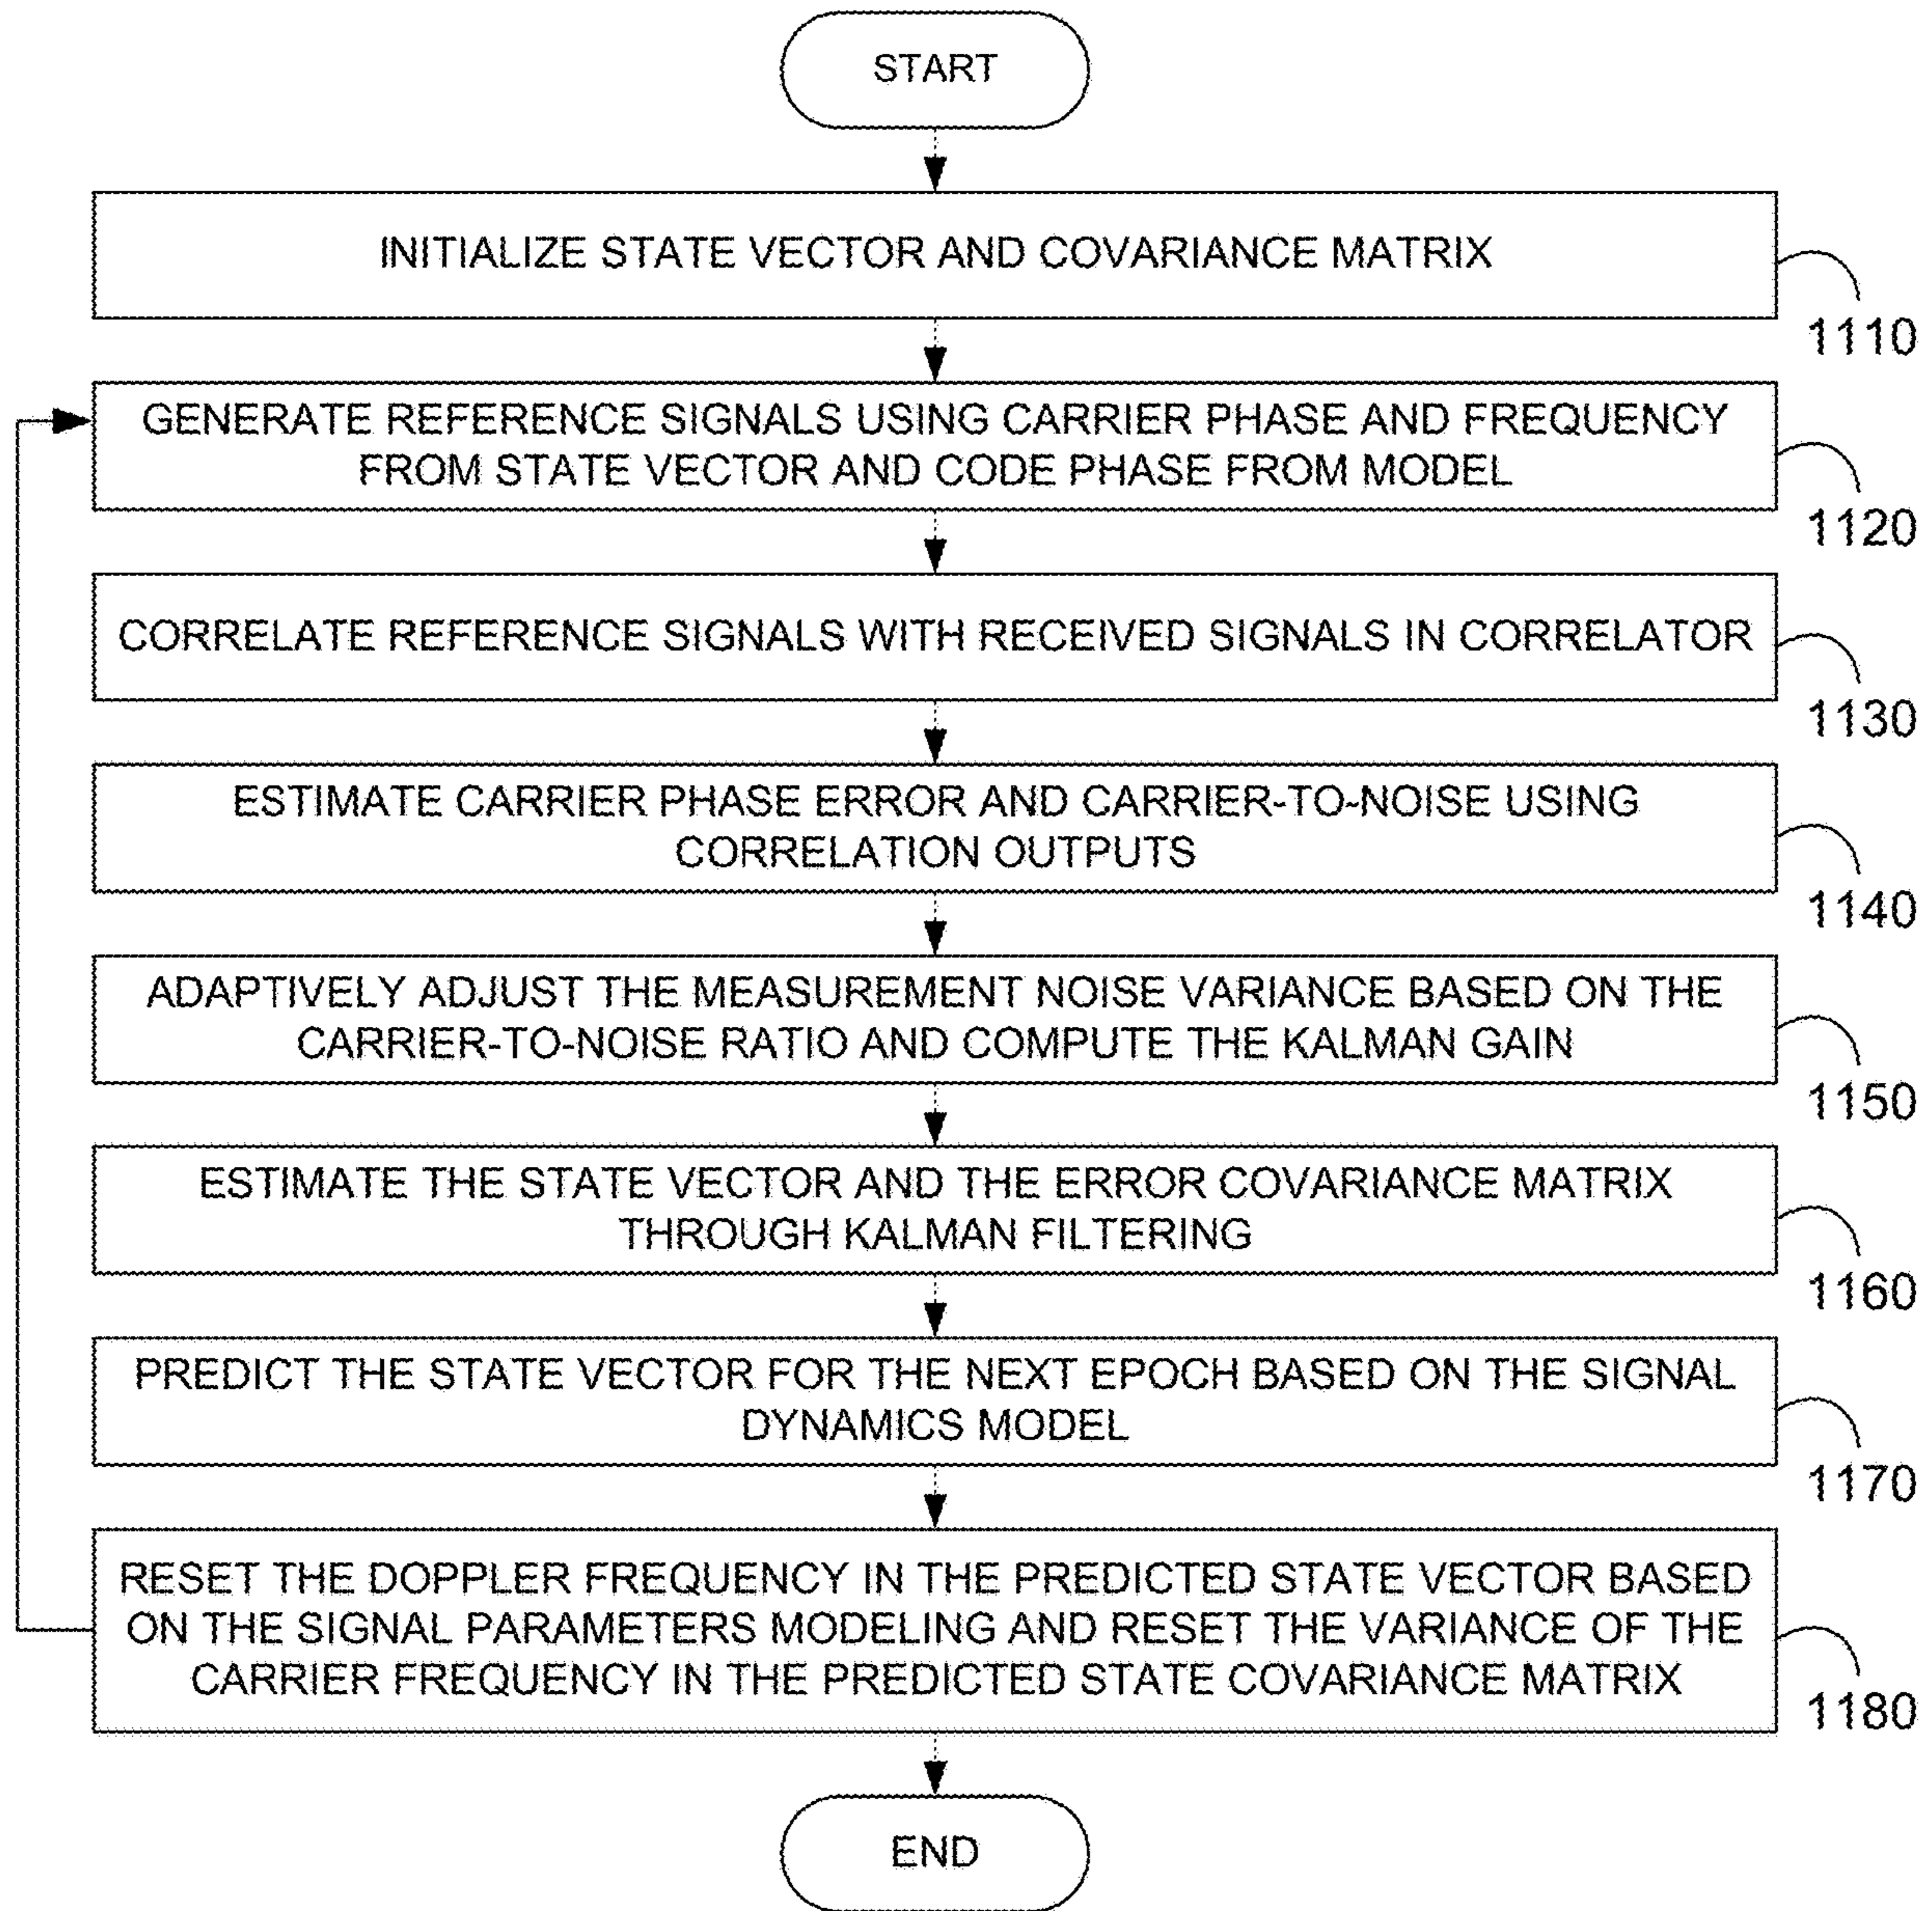 START
INITIALIZE STATE VECTOR AND COVARIANCE MATRIX
1110
GENERATE REFERENCE SIGNALS USING CARRIER PHASE AND FREQUENCY
FROM STATE VECTOR AND CODE PHASE FROM MODEL
1120
CORRELATE REFERENCE SIGNALS WITH RECEIVED SIGNALS IN CORRELATOR
1130
ESTIMATE CARRIER PHASE ERROR AND CARRIER-TO-NOISE USING
CORRELATION OUTPUTS
1140
ADAPTIVELY ADJUST THE MEASUREMENT NOISE VARIANCE BASED ON THE
CARRIER-TO-NOISE RATIO AND COMPUTE THE KALMAN GAIN
1150
ESTIMATE THE STATE VECTOR AND THE ERROR COVARIANCE MATRIX
THROUGH KALMAN FILTERING
1160
PREDICT THE STATE VECTOR FOR THE NEXT EPOCH BASED ON THE SIGNAL
DYNAMICS MODEL
1170
RESET THE DOPPLER FREQUENCY IN THE PREDICTED STATE VECTOR BASED
ON THE SIGNAL PARAMETERS MODELING AND RESET THE VARIANCE OF THE
CARRIER FREQUENCY IN THE PREDICTED STATE COVARIANCE MATRIX
1180
END